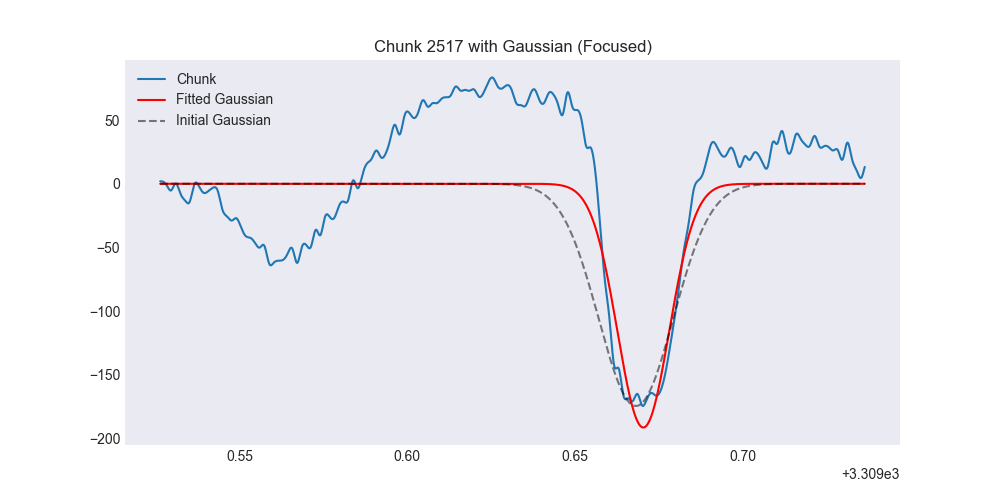 Chunk 2517 with Gaussian (Focused)
Chunk
Fitted Gaussian
Initial Gaussian
50
0
−50
−100
−150
−200
0.55 0.60 0.65 0.70
+3.309e3